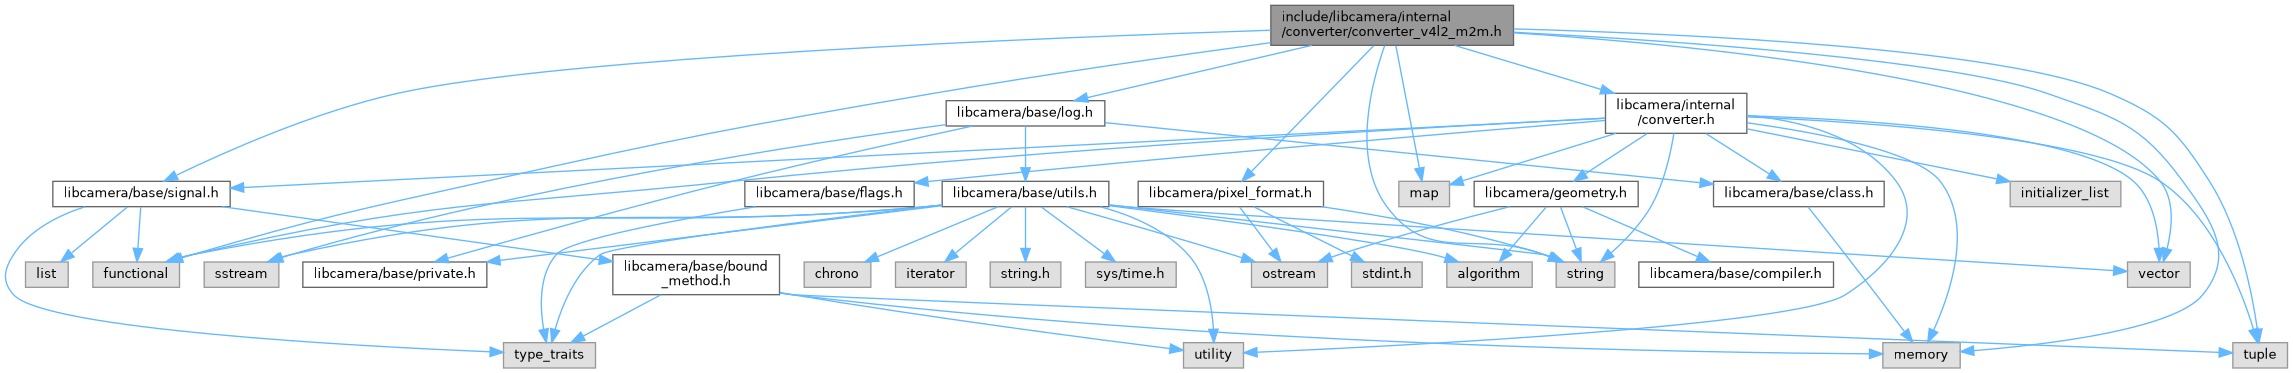 include/libcamera/internal
/converter/converter_v4l2_m2m.h
libcamera/base/log.h
libcamera/internal
/converter.h
libcamera/base/signal.h
libcamera/base/flags.h
libcamera/base/utils.h
libcamera/pixel_format.h
map
libcamera/geometry.h
libcamera/base/class.h
initializer_list
list
functional
sstream
libcamera/base/private.h
libcamera/base/bound
_method.h
chrono
iterator
string.h
sys/time.h
ostream
stdint.h
algorithm
string
libcamera/base/compiler.h
vector
type_traits
utility
memory
tuple